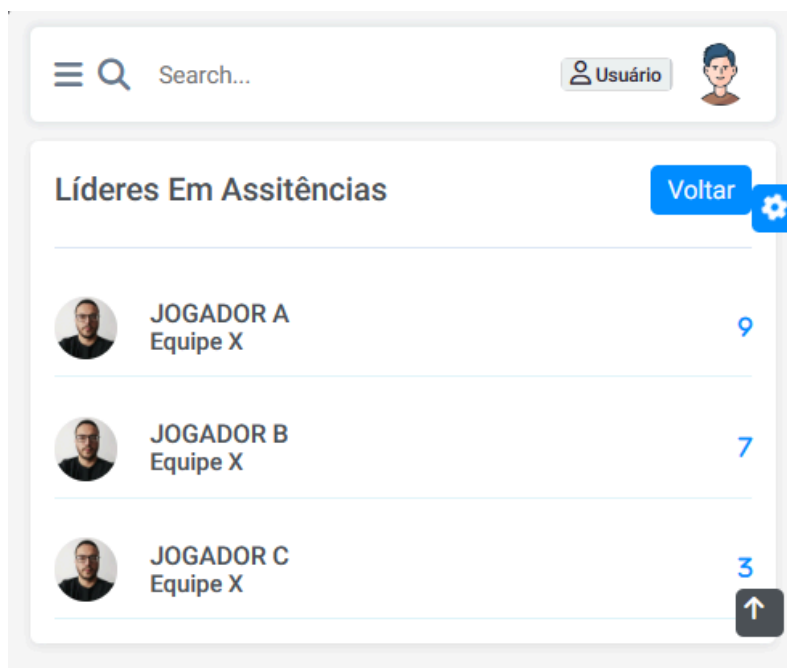 Search...
Usuário
Líderes Em Assitências
Voltar
JOGADOR A
Equipe X
9
JOGADOR B
Equipe X
7
JOGADOR C
Equipe X
3